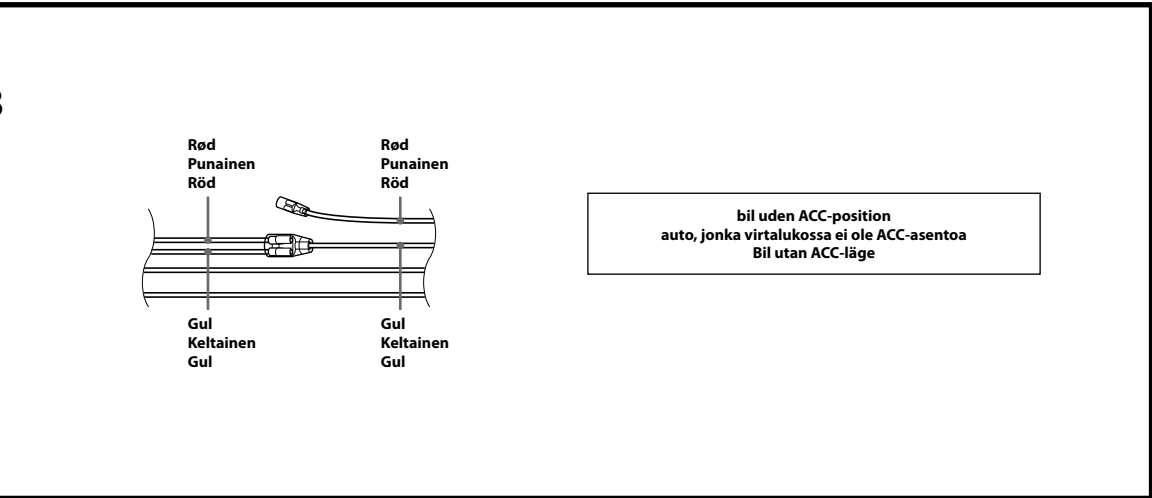 Rød
Punainen
Röd
Rød
Punainen
Röd
Gul
Keltainen
Gul
Gul
Keltainen
Gul
bil uden ACC-position
auto, jonka virtalukossa ei ole ACC-asentoa
Bil utan ACC-läge